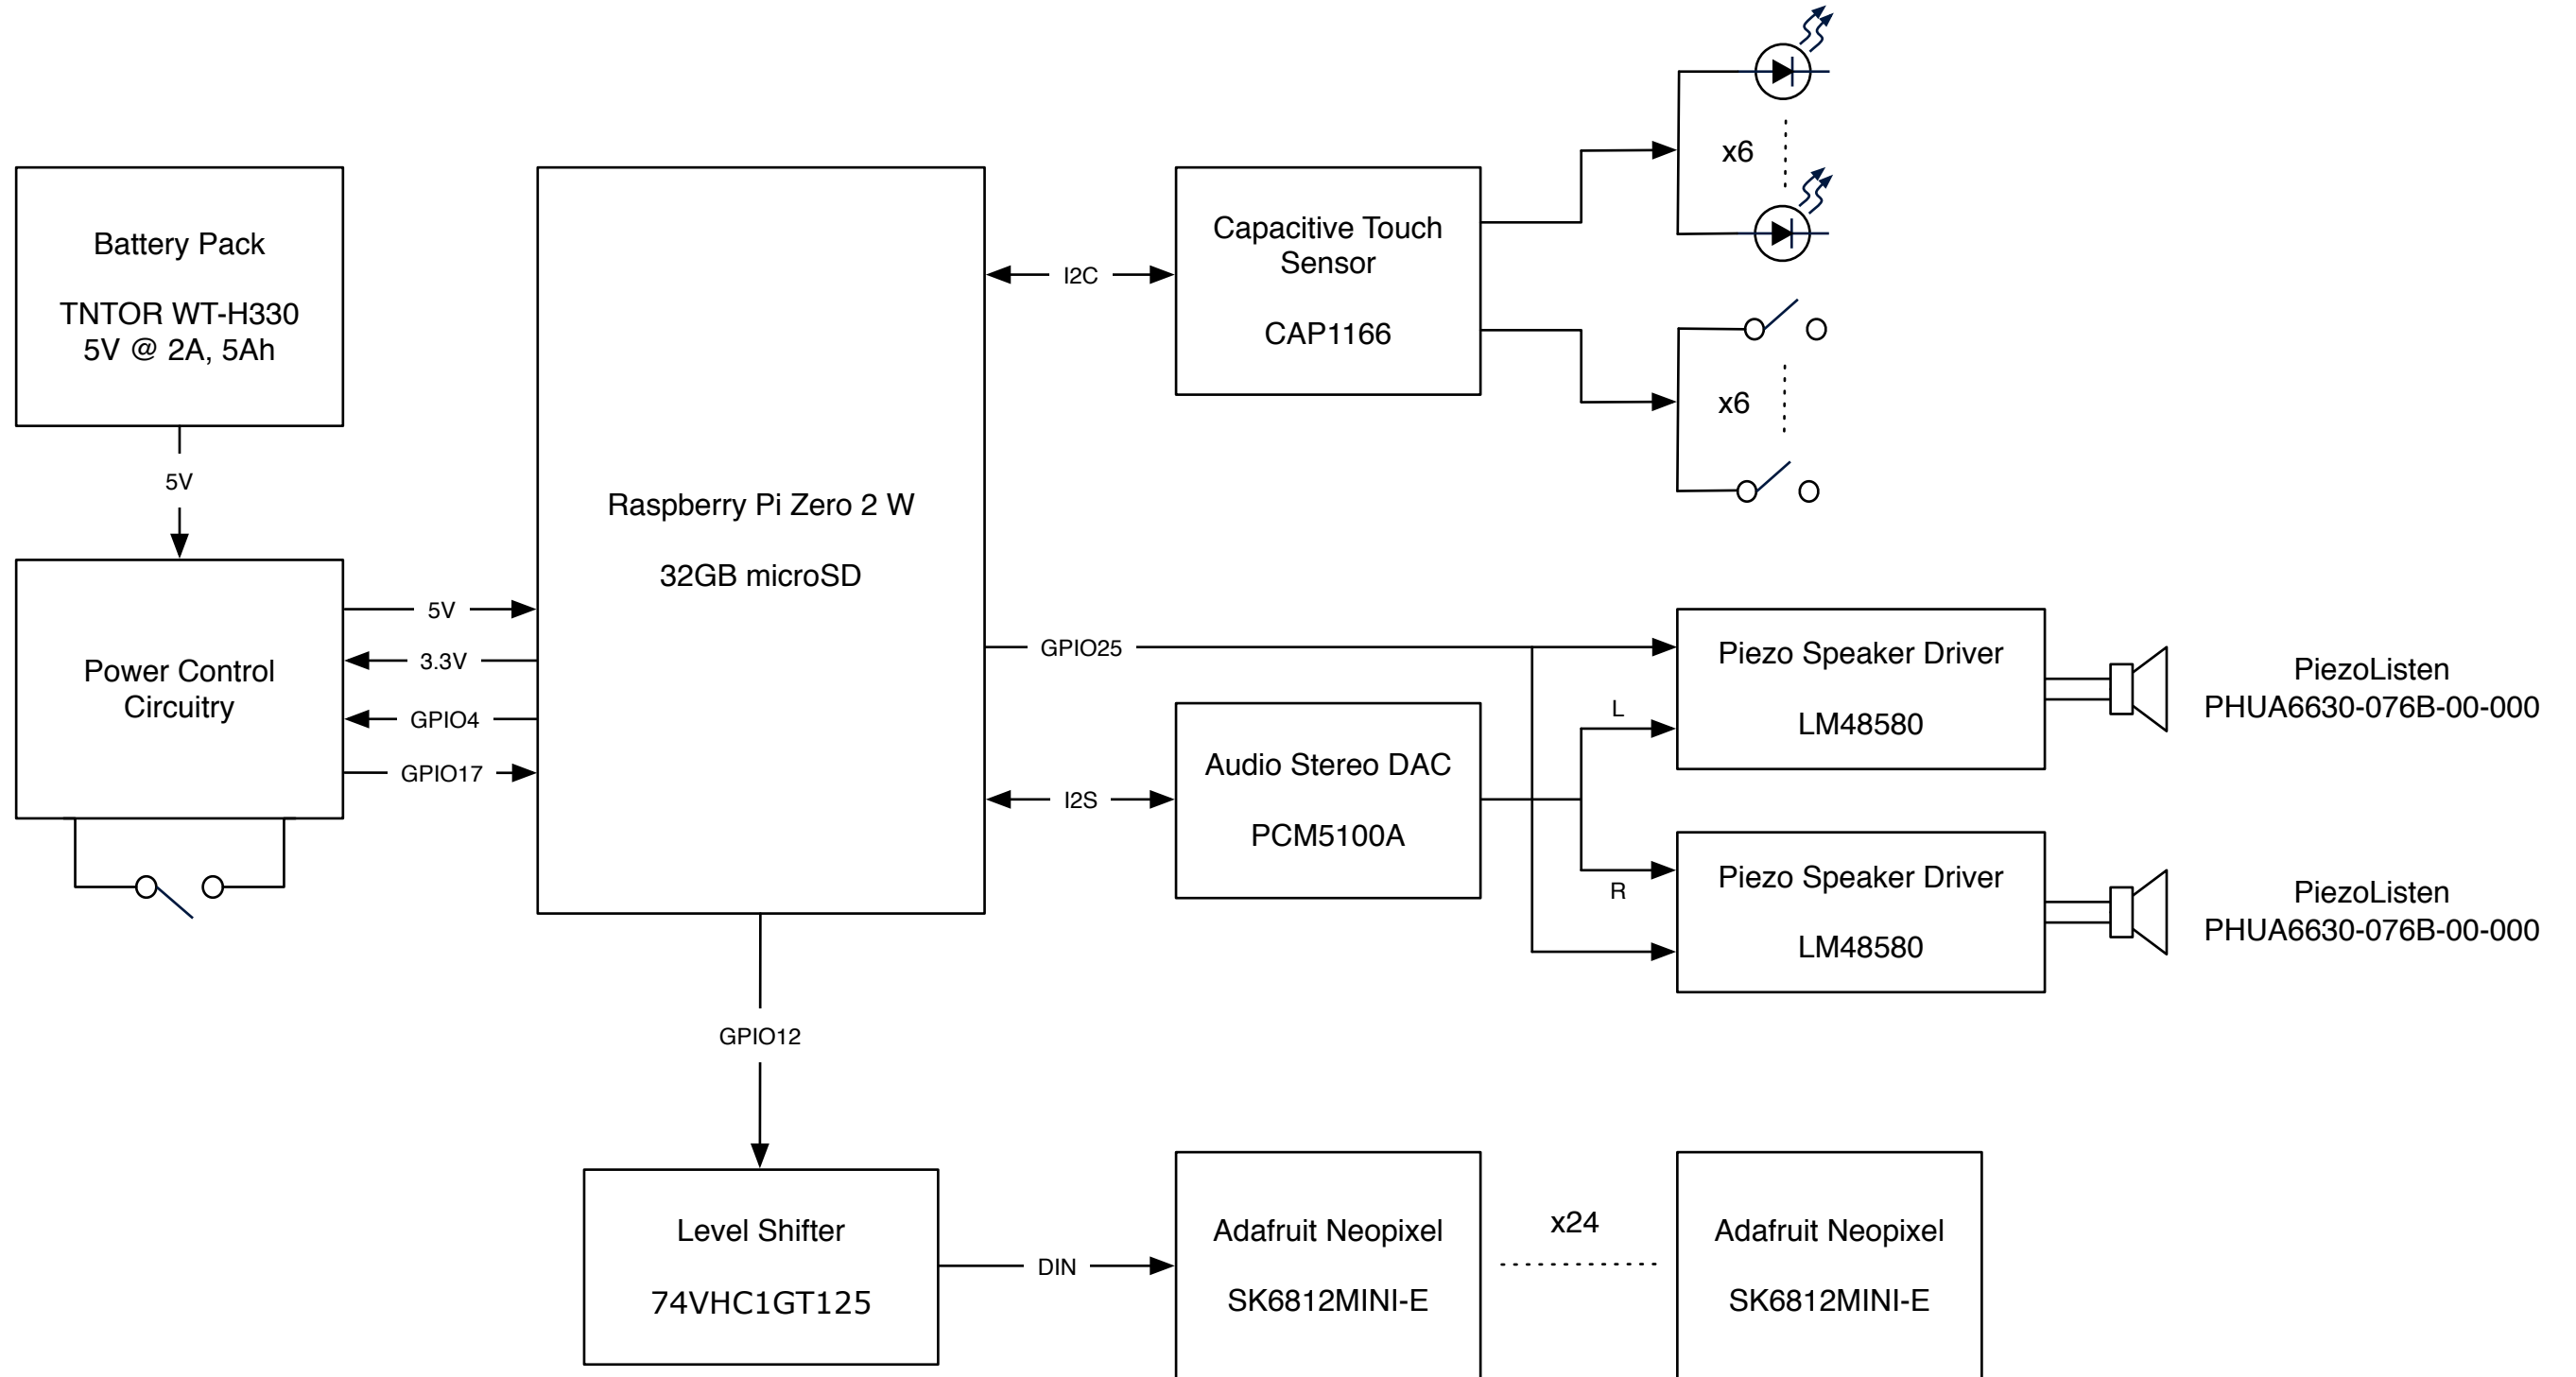 Battery Pack
TNTOR WT-H330
5V @ 2A, 5Ah
5V
Power Control
Circuitry
5V
3.3V
GPIO4
GPIO17
Raspberry Pi Zero 2 W
32GB microSD
I2C
Capacitive Touch
Sensor
CAP1166
x6
x6
GPIO25
I2S
Audio Stereo DAC
PCM5100A
L
R
Piezo Speaker Driver
LM48580
PiezoListen
PHUA6630-076B-00-000
Piezo Speaker Driver
LM48580
PiezoListen
PHUA6630-076B-00-000
GPIO12
Level Shifter
74VHC1GT125
DIN
Adafruit Neopixel
SK6812MINI-E
x24
Adafruit Neopixel
SK6812MINI-E